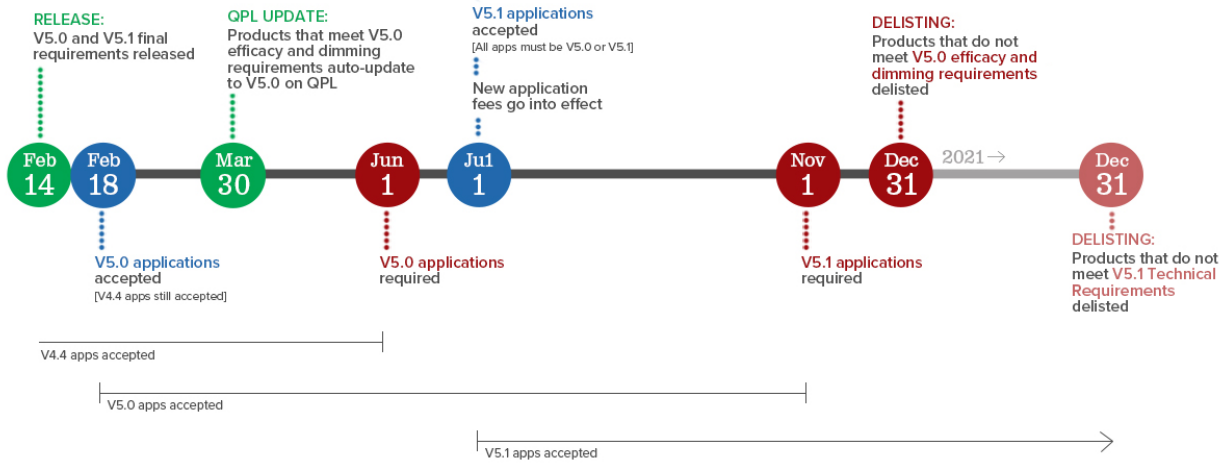 RELEASE:
V5.0 and V5.1 final
requirements released
QPL UPDATE:
Products that meet V5.0
efficacy and dimming
requirements auto-update
to V5.0 on QPL
V5.1 applications
accepted
[All apps must be V5.0 or V5.1]
New application
fees go into effect
DELISTING:
Products that do not
meet V5.0 efficacy and
dimming requirements
delisted
Feb
14
Feb
18
Mar
30
Jun
1
Ju1
1
Nov
1
Dec
31
2021 →
Dec
31
V5.0 applications
accepted
[V4.4 apps still accepted]
V5.0 applications
required
V5.1 applications
required
DELISTING:
Products that do not
meet V5.1 Technical
Requirements
delisted
V4.4 apps accepted
V5.0 apps accepted
V5.1 apps accepted